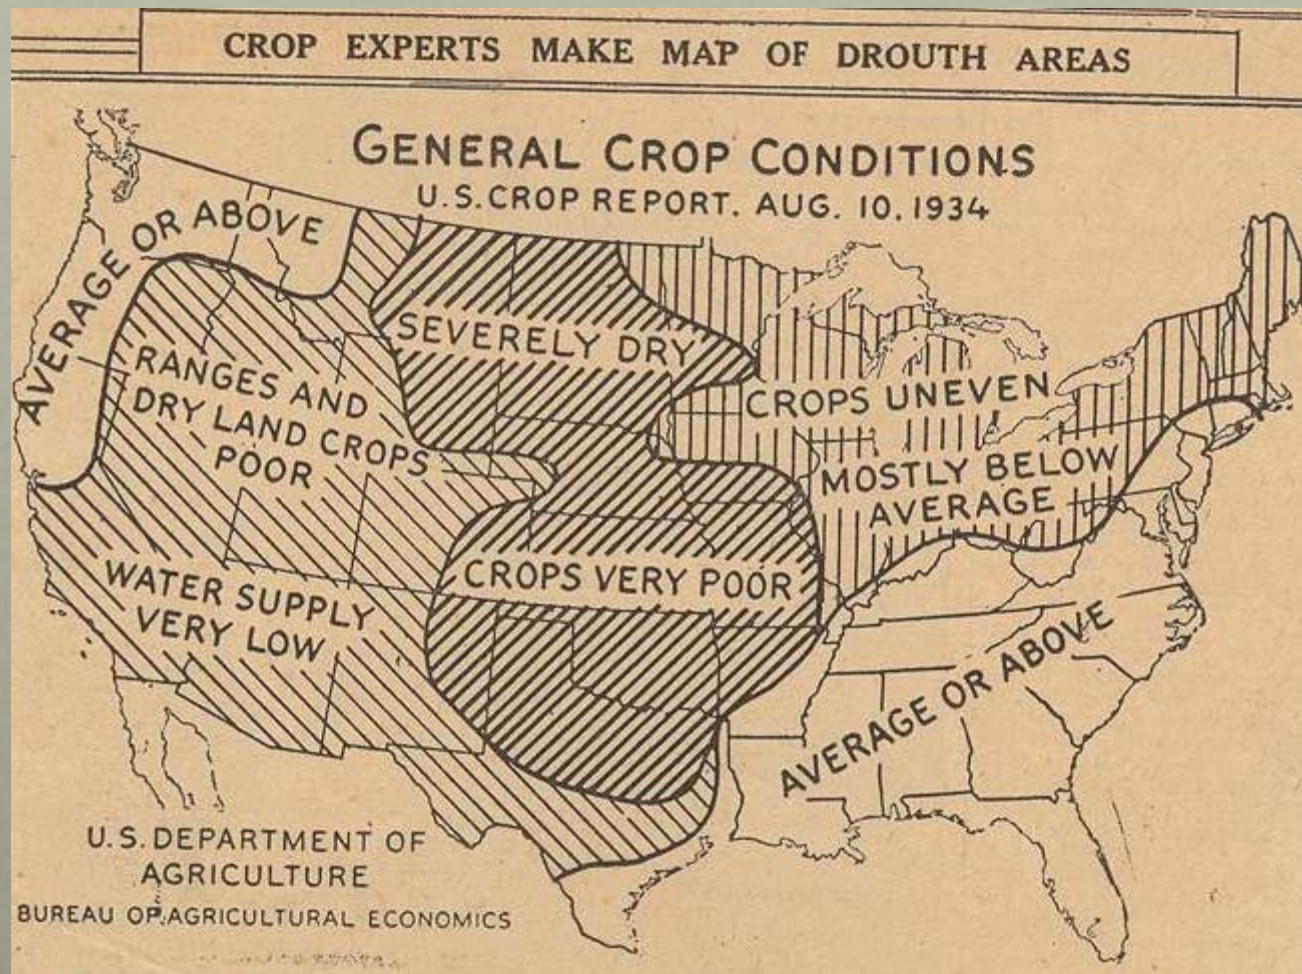 CROP EXPERTS MAKE MAP OF DROUTH AREAS
GENERAL CROP CONDITIONS
U.S. CROP REPORT. AUG. 10. 1934
AVERAGE OR ABOVE
SEVERELY DRY
RANGES AND
DRY LAND CROPS
POOR
CROPS UNEVEN
MOSTLY BELOW
AVERAGE
CROPS VERY POOR
WATER SUPPLY
VERY LOW
AVERAGE OR ABOVE
U.S. DEPARTMENT OF
AGRICULTURE
BUREAU OF AGRICULTURAL ECONOMICS